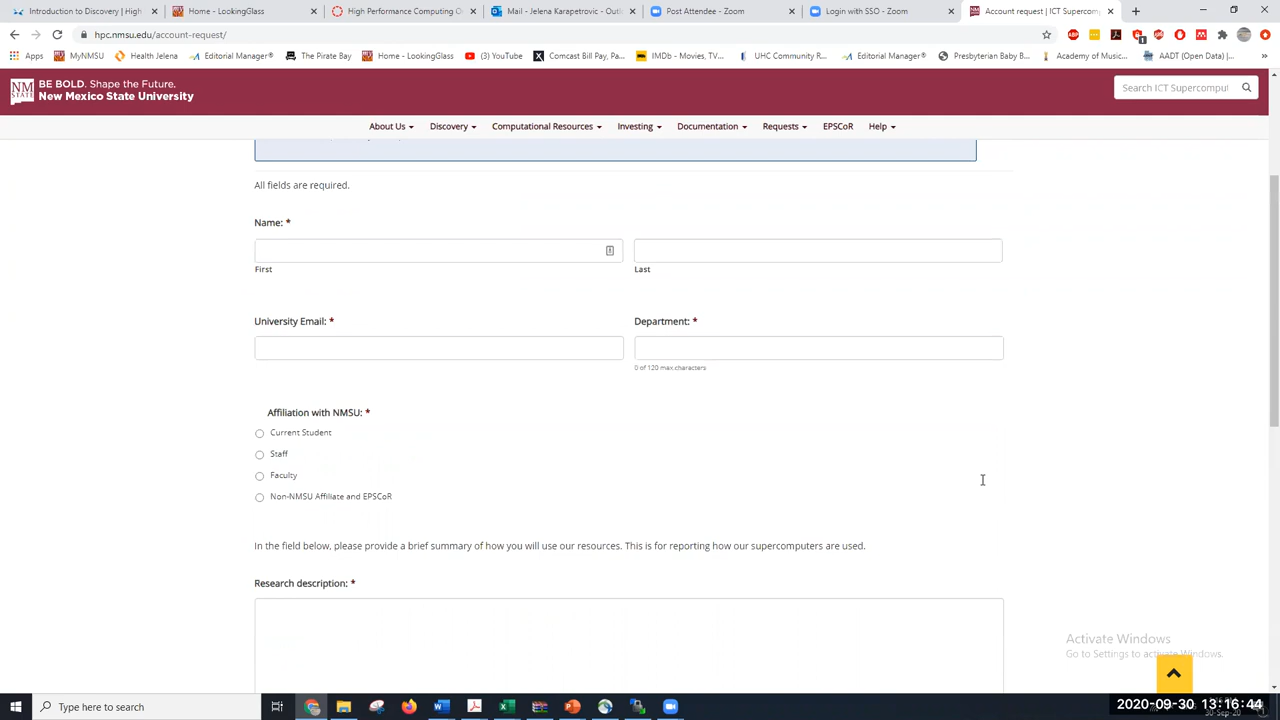 Introduction to Discovery | High
Home - LookingGlass
High Performance Computing On
Mail - Jelena Karapetrovic - Outl
Post Attendee - Zoom
Login with SSO - Zoom
Account request | ICT Supercom
hpc.nmsu.edu/account-request/
Apps
MyNMSU
Health Jelena
Editorial Manager®
The Pirate Bay
Home - LookingGlass
(3) YouTube
Comcast Bill Pay, Pa...
IMDb - Movies, TV...
UHC Community R...
Editorial Manager®
Presbyterian Baby B...
Academy of Music...
AADT (Open Data) |...
BE BOLD. Shape the Future.
New Mexico State University
Search ICT Supercomput
About Us
Discovery
Computational Resources
Investing
Documentation
Requests
EPSCoR
Help
All fields are required.
Name: *
First
Last
University Email: *
Department: *
0 of 120 max characters
Affiliation with NMSU: *
Current Student
Staff
Faculty
Non-NMSU Affiliate and EPSCoR
In the field below, please provide a brief summary of how you will use our resources. This is for reporting how our supercomputers are used.
Research description: *
Activate Windows
Go to Settings to activate Windows.
Type here to search
2020-09-30 13:16:44
30-Sep-20